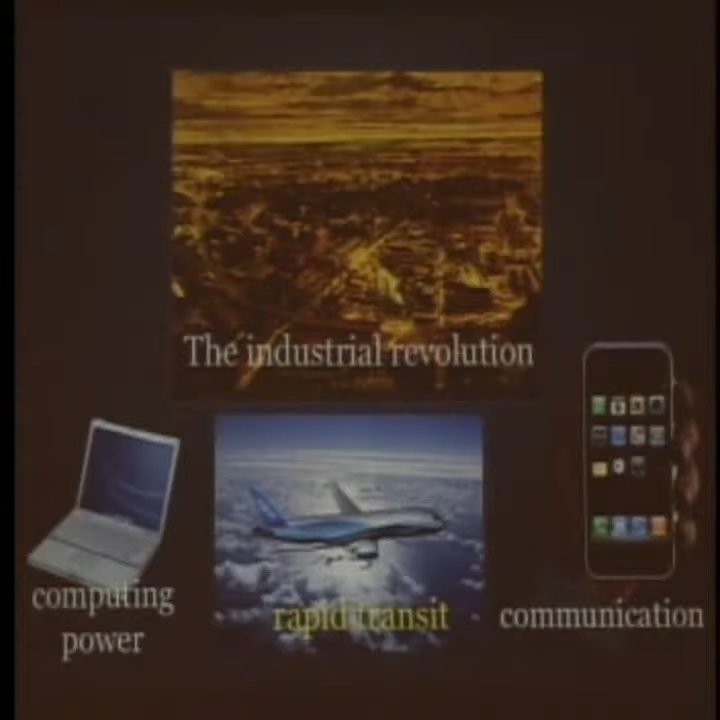 The industrial revolution
computing
power
rapid transit
communication